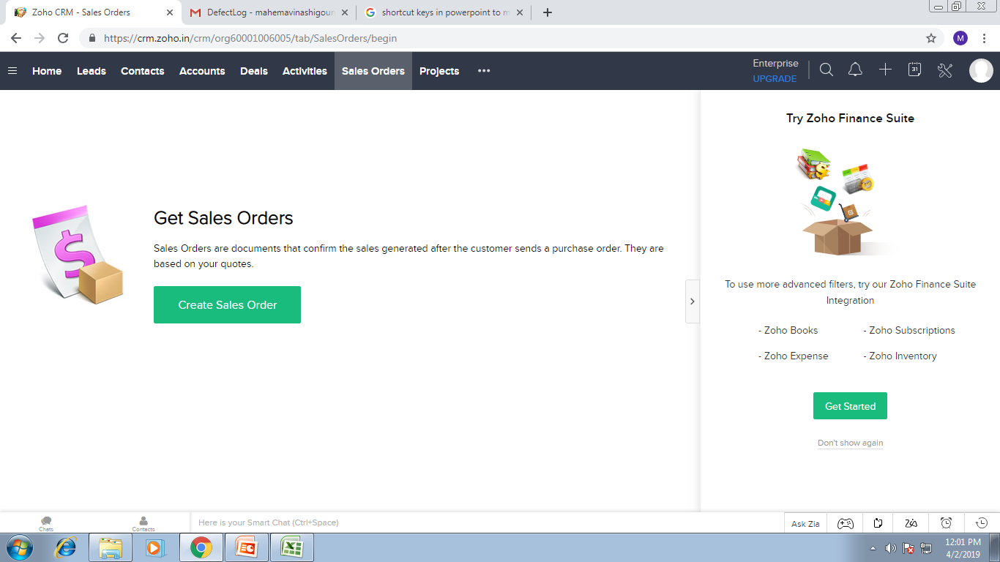 Zoho CRM - Sales Orders
DefectLog - mahemavinashigoun
shortcut keys in powerpoint to m
https://crm.zoho.in/crm/org60001006005/tab/SalesOrders/begin
M
Home Leads Contacts Accounts Deals Activities Sales Orders Projects
Enterprise
UPGRADE
31
Get Sales Orders
Sales Orders are documents that confirm the sales generated after the customer sends a purchase order. They are
based on your quotes.
Create Sales Order
Try Zoho Finance Suite
To use more advanced filters, try our Zoho Finance Suite
Integration
- Zoho Books - Zoho Subscriptions
- Zoho Expense - Zoho Inventory
Get Started
Don't show again
Chats
Contacts
Here is your Smart Chat (Ctrl+Space)
Ask Zia
12:01 PM
4/2/2019